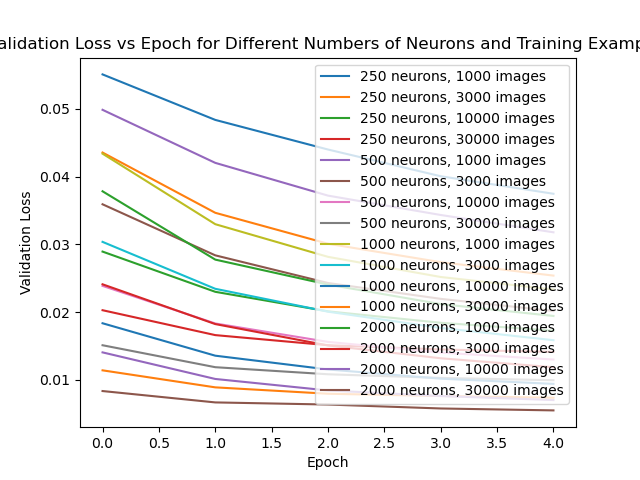 alidation Loss vs Epoch for Different Numbers of Neurons and Training Examp
0.05
0.04
0.03
0.02
0.01
Validation Loss
250 neurons, 1000 images
250 neurons, 3000 images
250 neurons, 10000 images
250 neurons, 30000 images
500 neurons, 1000 images
500 neurons, 3000 images
500 neurons, 10000 images
500 neurons, 30000 images
1000 neurons, 1000 images
1000 neurons, 3000 images
1000 neurons, 10000 images
1000 neurons, 30000 images
2000 neurons, 1000 images
2000 neurons, 3000 images
2000 neurons, 10000 images
2000 neurons, 30000 images
0.0 0.5 1.0 1.5 2.0 2.5 3.0 3.5 4.0
Epoch